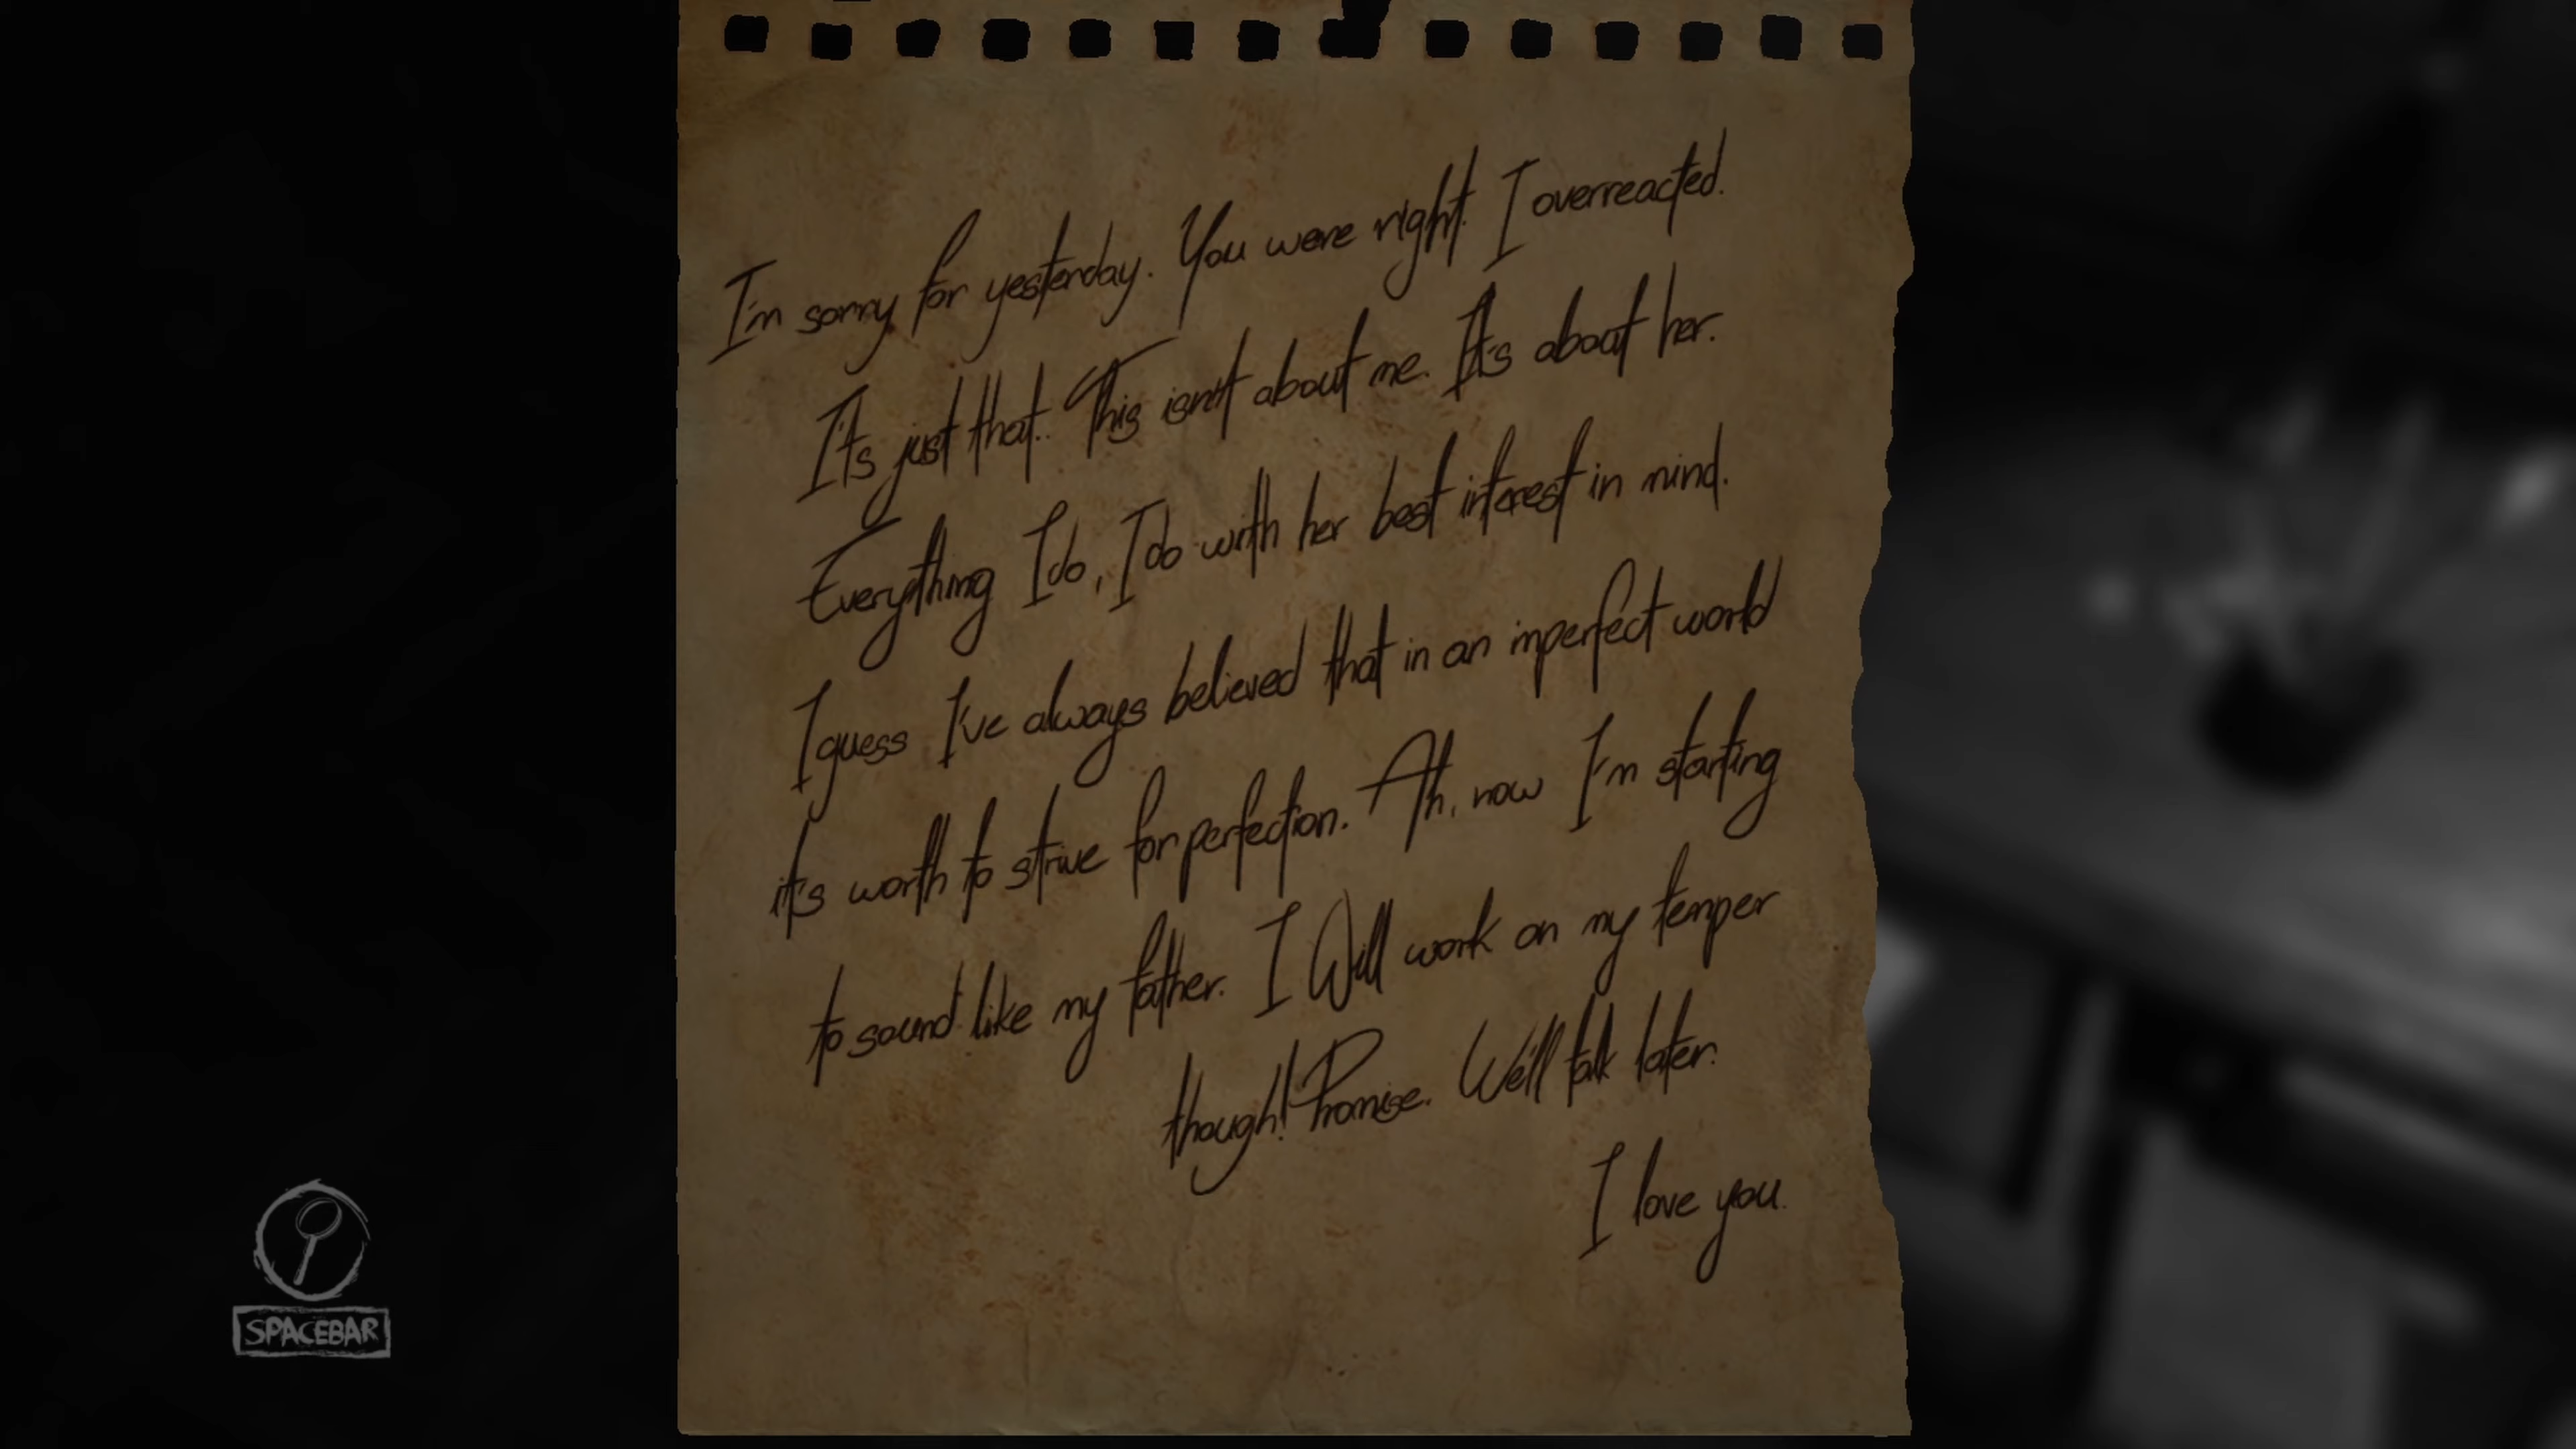 I'm sorry for yesterday. You were right. I overreacted.
It's just that.. This isn't about me. It's about her.
Everything I do, I do with her best interest in mind.
I guess I've always believed that in an imperfect world
it's worth to strive for perfection. Ah, now I'm starting
to sound like my father. I Will work on my temper
though! Promise. We'll talk later.
I love you.
SPACEBAR